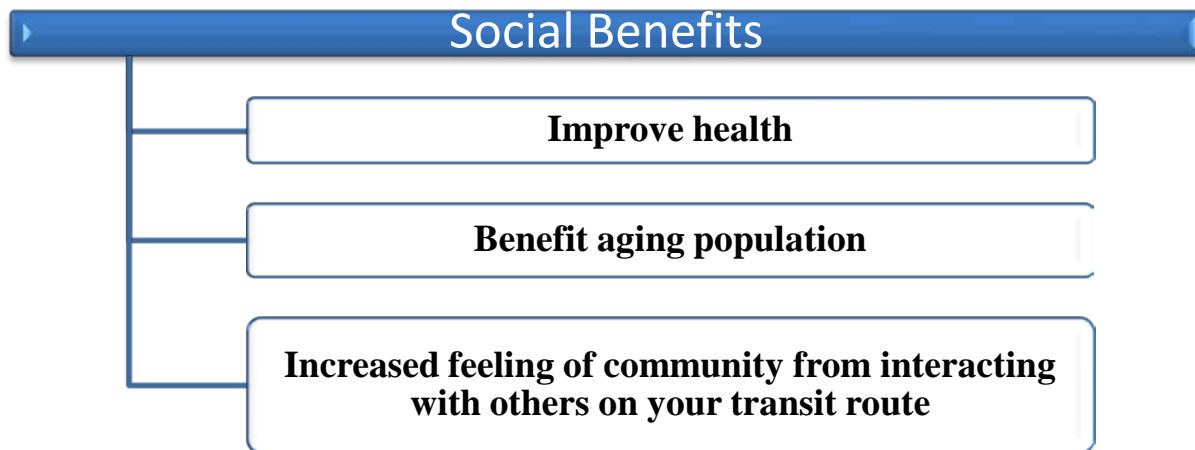 Social Benefits
Improve health
Benefit aging population
Increased feeling of community from interacting
with others on your transit route